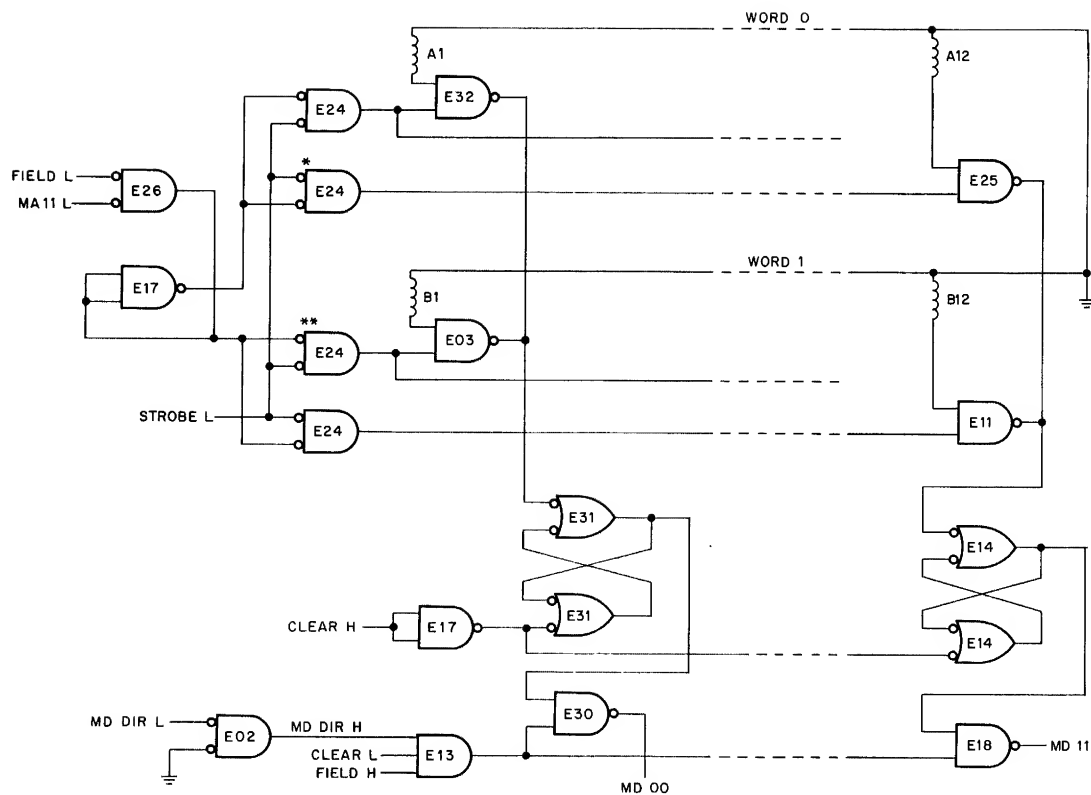 WORD 0
A1
A12
E32
E24
*
E24
E25
FIELD L
E26
MA11 L
WORD 1
E17
B1
B12
**
E24
E03
STROBE L
E24
E11
E31
E14
CLEAR H
E17
E31
E14
MD DIR L
E02
MD DIR H
E30
CLEAR L
E13
FIELD H
E18
MD 11
MD 00